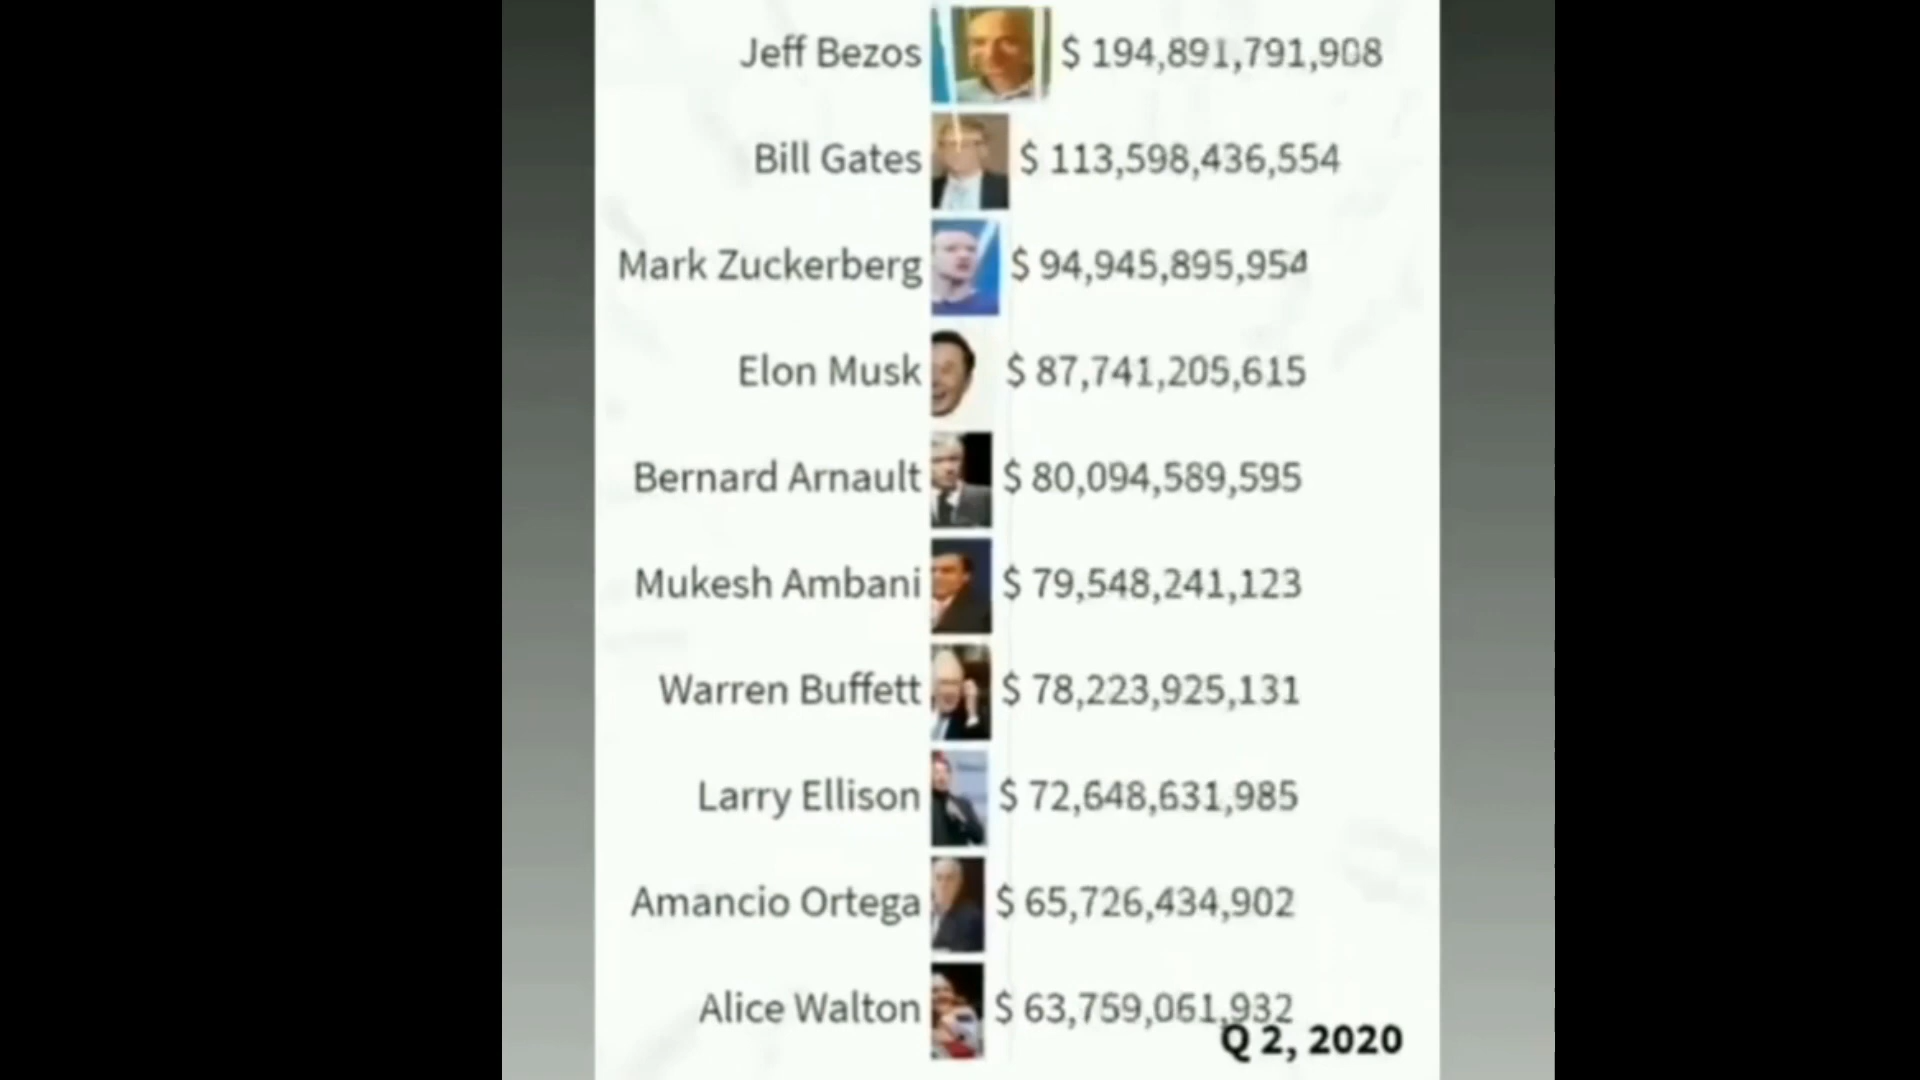 Jeff Bezos $ 194,891,791,908
Bill Gates $ 113,598,436,554
Mark Zuckerberg $ 94,945,895,954
Elon Musk $ 87,741,205,615
Bernard Arnault $ 80,094,589,595
Mukesh Ambani $ 79,548,241,123
Warren Buffett $ 78,223,925,131
Larry Ellison $ 72,648,631,985
Amancio Ortega $ 65,726,434,902
Alice Walton $ 63,759,061,932
Q 2, 2020